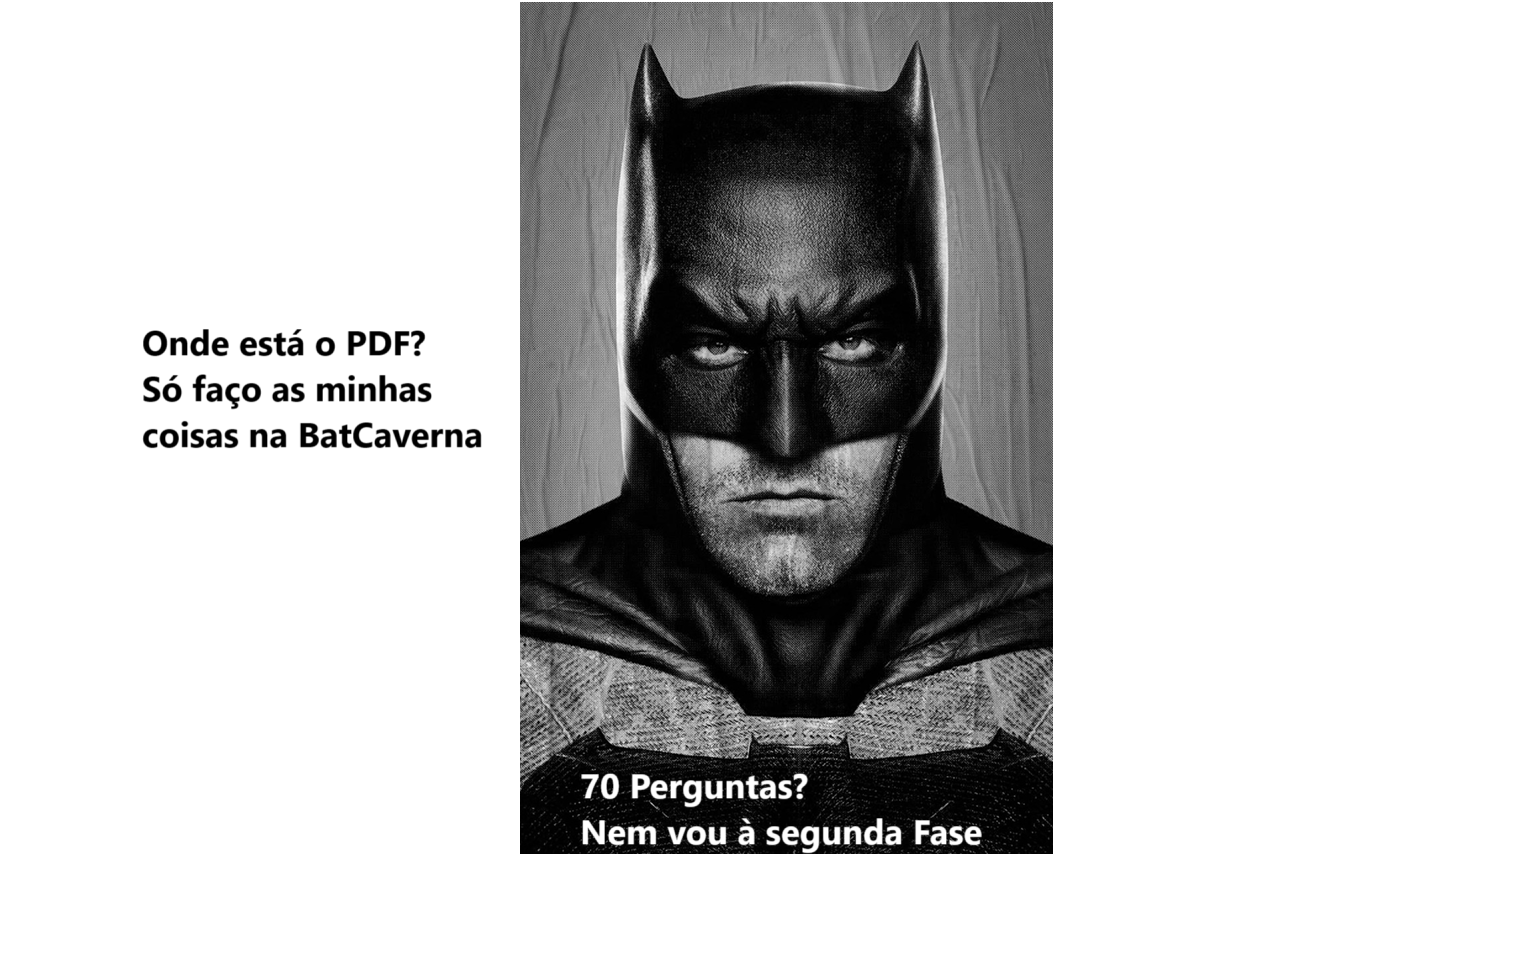 Onde está o PDF?
Só faço as minhas
coisas na BatCaverna
70 Perguntas?
Nem vou à segunda Fase